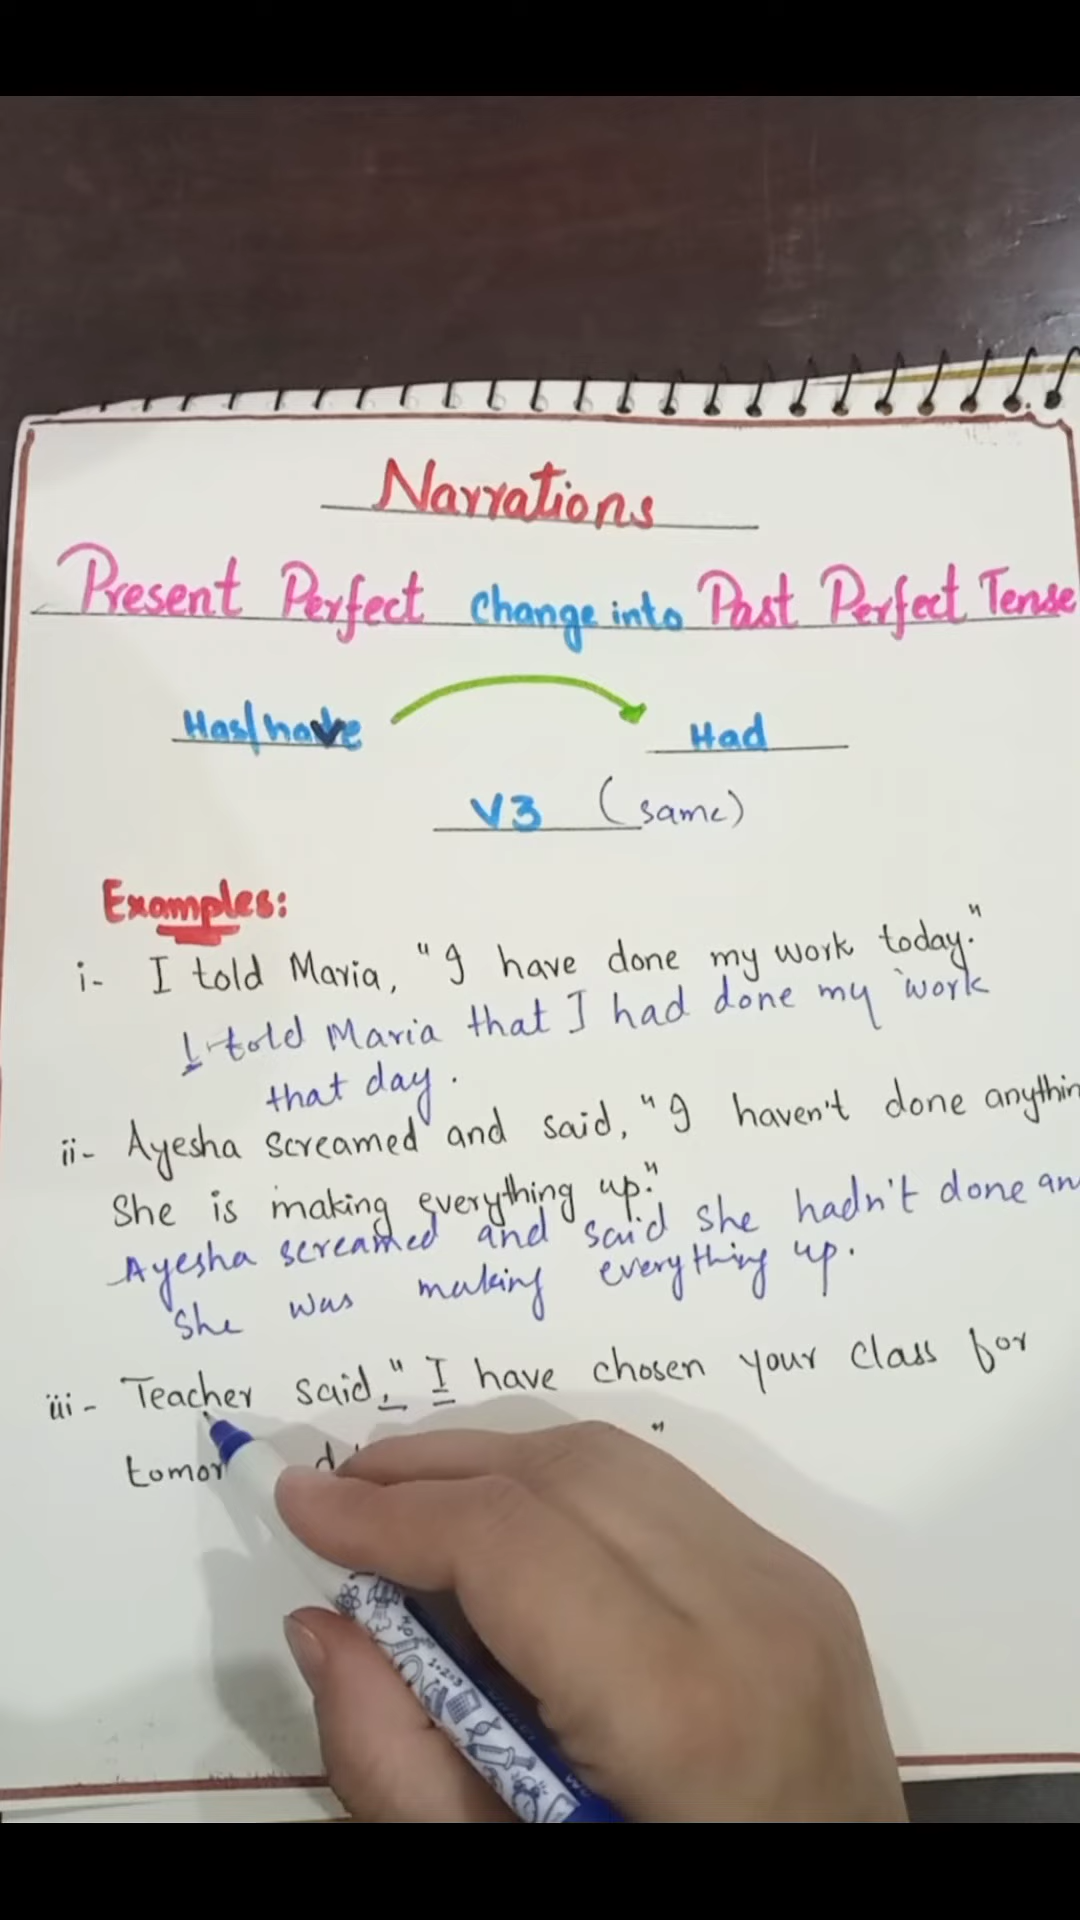 Narrations
Present Perfect change into Past Perfect Tense
Has/have Had
V3 (same)
Examples:
i- I told Maria, "I have done my work today."
I told Maria that I had done my work
that day.
ii- Ayesha screamed and said, "I haven't done anythin
She is making everything up."
Ayesha screamed and said she hadn't done an
She was making everything up.
iii- Teacher said, "I have chosen your class for
tomor d "